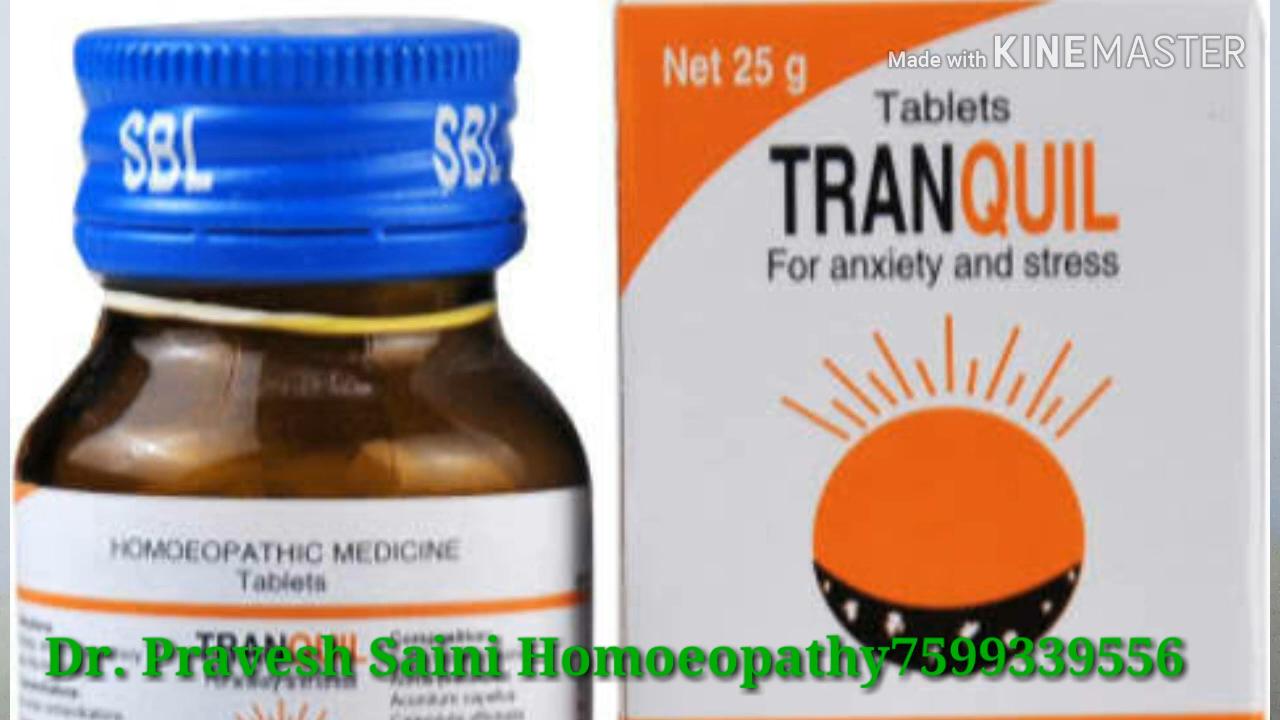 SBL SBL
HOMOEOPATHIC MEDICINE
Tablets
TRANQUIL
Net 25 g
Made with KINEMASTER
Tablets
TRANQUIL
For anxiety and stress
Dr. Pravesh Saini Homoeopathy7599339556